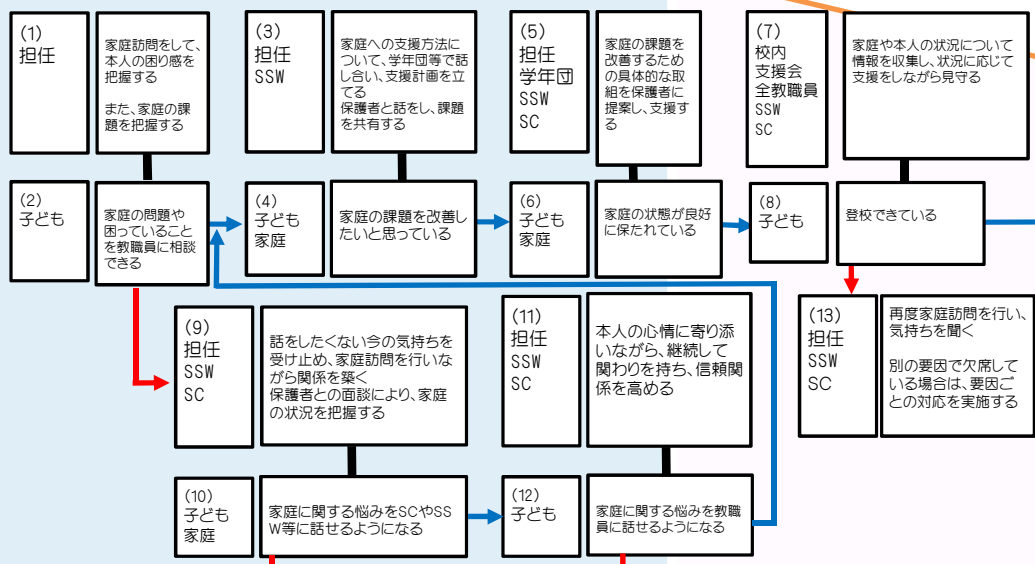 (1)
担任
家庭訪問をして、
本人の困り感を
把握する
また、家庭の課
題を把握する
(3)
担任
SSW
家庭への支援方法に
ついて、学年団等で話
し合い、支援計画を立
てる
保護者と話をし、課題
を共有する
(5)
担任
学年団
SSW
SC
家庭の課題を
改善するため
の具体的な取
組を保護者に
提案し、支援す
る
(7)
校内
支援会
全教職員
SSW
SC
家庭や本人の状況について
情報を収集し、状況に応じて
支援をしながら見守る
(2)
子ども
家庭の問題や
困っていること
を教職員に相談
できる
(4)
子ども
家庭
家庭の課題を改善し
たいと思っている
(6)
子ども
家庭
家庭の状態が良好
に保たれている
(8)
子ども
登校できている
(9)
担任
SSW
SC
話をしたくない今の気持ちを
受け止め、家庭訪問を行いな
がら関係を築く
保護者との面談により、家庭
の状況を把握する
(11)
担任
SSW
SC
本人の心情に寄り添
いながら、継続して
関わりを持ち、信頼関
係を高める
(13)
担任
SSW
SC
再度家庭訪問を行い、
気持ちを聞く
別の要因で欠席して
いる場合は、要因ご
との対応を実施する
(10)
子ども
家庭
家庭に関する悩みをSCやSS
W等に話せるようになる
(12)
子ども
家庭に関する悩みを教職
員に話せるようになる